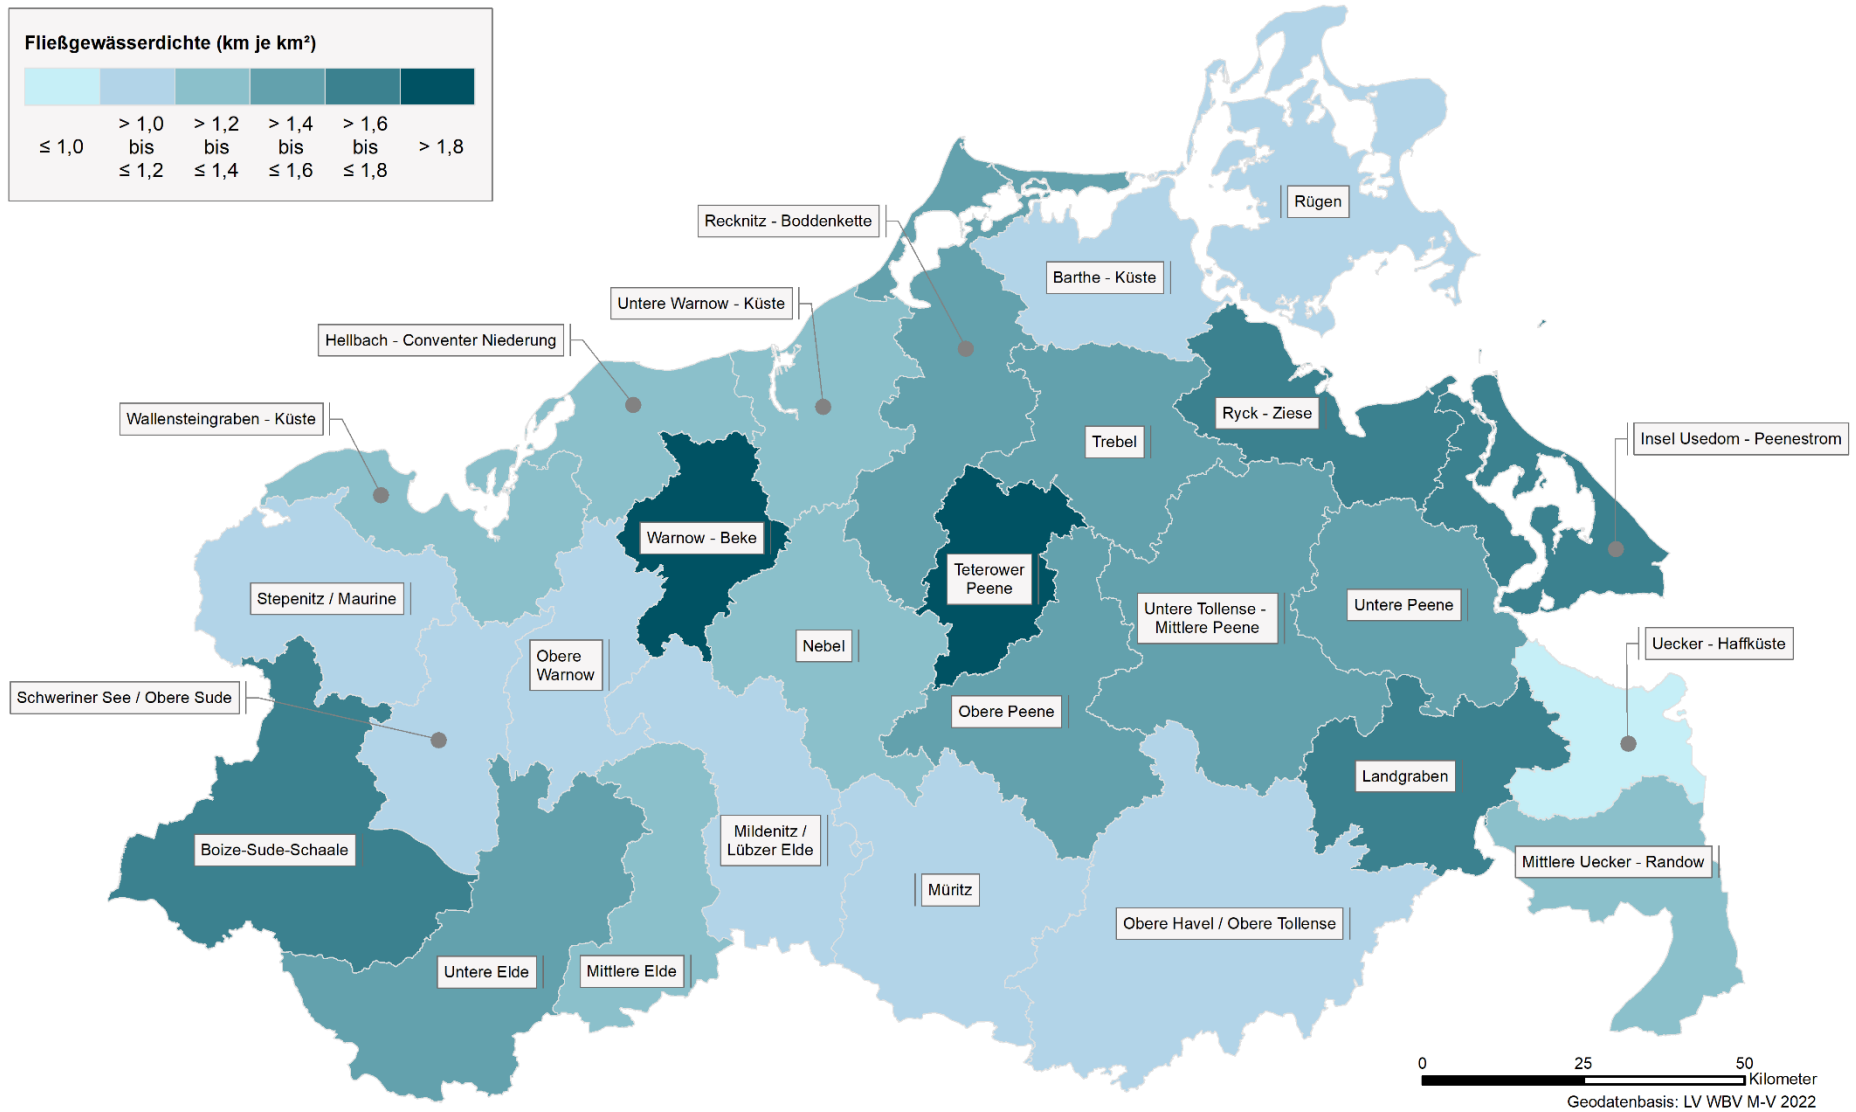 Fließgewässerdichte (km je km²)
≤ 1,0
> 1,0
bis
≤ 1,2
> 1,2
bis
≤ 1,4
> 1,4
bis
≤ 1,6
> 1,6
bis
≤ 1,8
> 1,8
Rügen
Recknitz - Boddenkette
Barthe - Küste
Untere Warnow - Küste
Hellbach - Conventer Niederung
Wallensteingraben - Küste
Ryck - Ziese
Trebel
Insel Usedom - Peenestrom
Warnow - Beke
Teterower
Peene
Stepenitz / Maurine
Untere Tollense -
Mittlere Peene
Untere Peene
Nebel
Uecker - Haffküste
Obere
Warnow
Schweriner See / Obere Sude
Obere Peene
Landgraben
Boize-Sude-Schaale
Mildenitz /
Lübzer Elde
Mittlere Uecker - Randow
Müritz
Obere Havel / Obere Tollense
Untere Elde
Mittlere Elde
0 25 50
Kilometer
Geodatenbasis: LV WBV M-V 2022